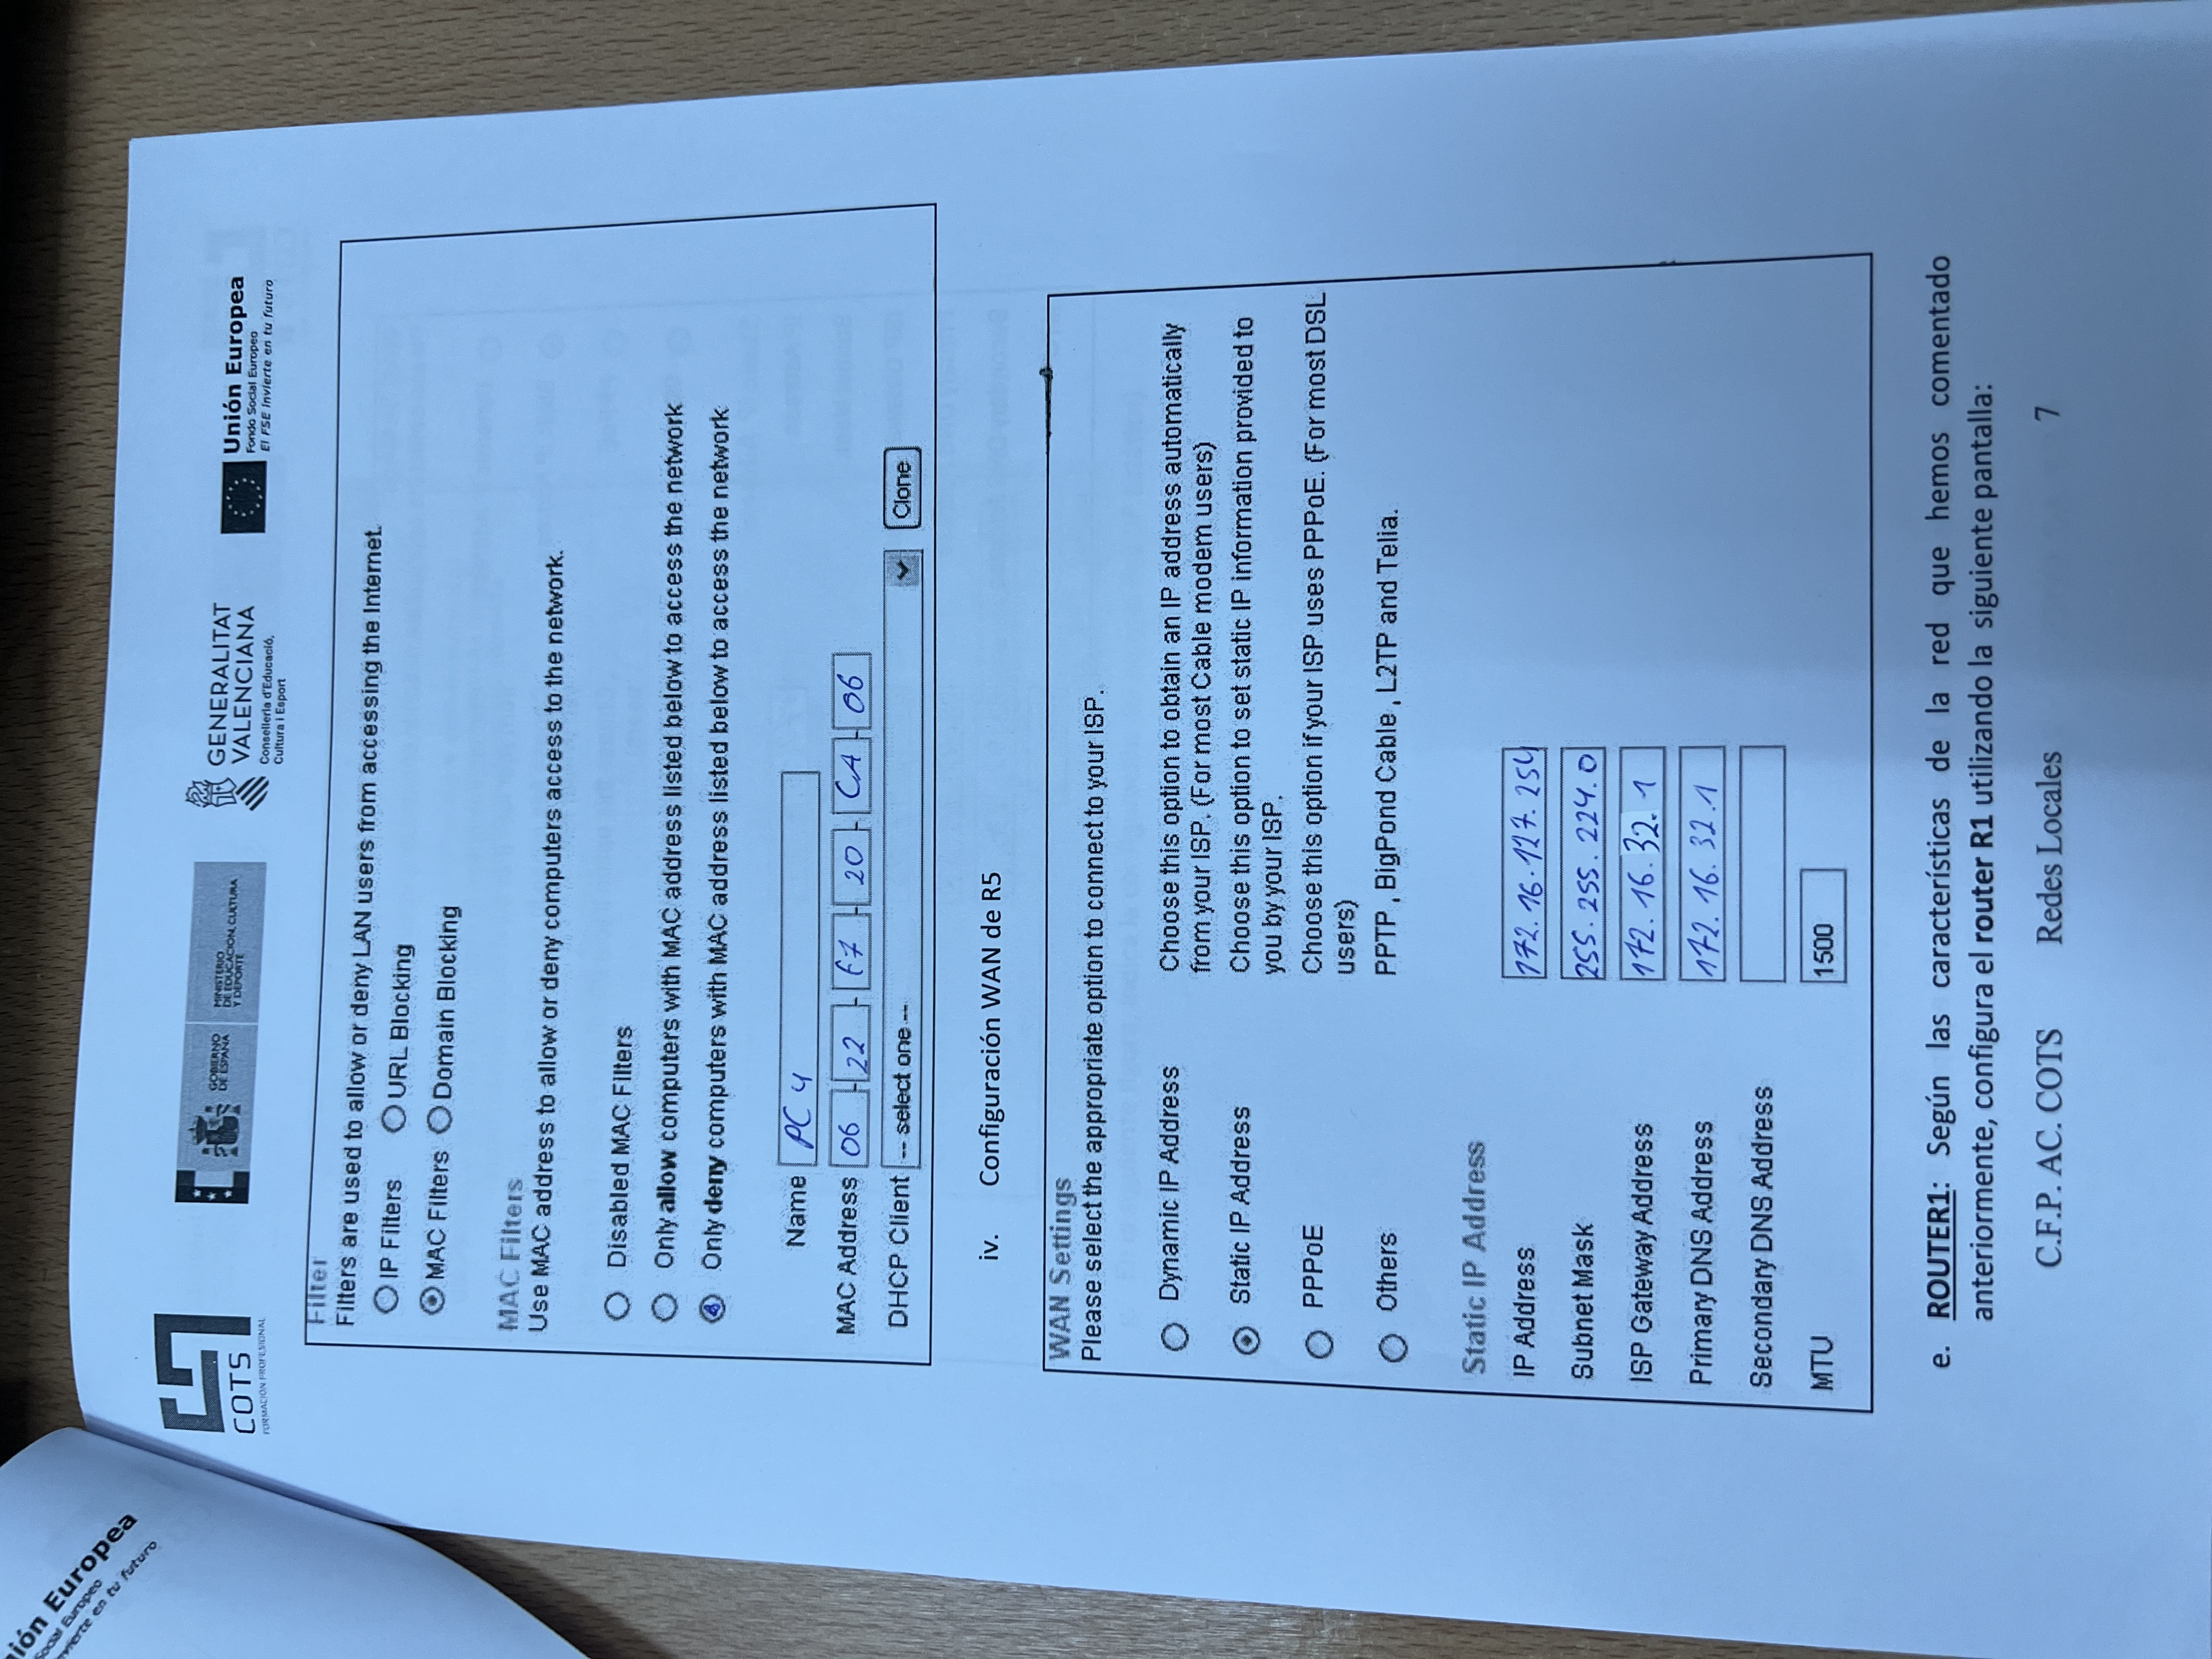 ión Europea
Social Europeo
nvierte en tu futuro
COTS
FORMACIÓN PROFESIONAL
GOBIERNO
DE ESPAÑA
MINISTERIO
DE EDUCACIÓN, CULTURA
Y DEPORTE
GENERALITAT
VALENCIANA
Conselleria d'Educació,
Cultura i Esport
Unión Europea
Fondo Social Europeo
El FSE invierte en tu futuro
Filter
Filters are used to allow or deny LAN users from accessing the Internet.
IP Filters URL Blocking
MAC Filters Domain Blocking
MAC Filters
Use MAC address to allow or deny computers access to the network.
Disabled MAC Filters
Only allow computers with MAC address listed below to access the network
Only deny computers with MAC address listed below to access the network
Name PC 4
MAC Address 06 - 22 - F7 - 20 - CA - 06
DHCP Client -- select one -- Clone
iv. Configuración WAN de R5
WAN Settings
Please select the appropriate option to connect to your ISP.
Dynamic IP Address Choose this option to obtain an IP address automatically
from your ISP. (For most Cable modem users)
Static IP Address Choose this option to set static IP information provided to
you by your ISP.
PPPoE Choose this option if your ISP uses PPPoE. (For most DSL
users)
Others PPTP , BigPond Cable , L2TP and Telia.
Static IP Address
IP Address 172.16.127.254
Subnet Mask 255.255.224.0
ISP Gateway Address 172.16.32.1
Primary DNS Address 172.16.32.1
Secondary DNS Address
MTU 1500
e. ROUTER1: Según las características de la red que hemos comentado
anteriormente, configura el router R1 utilizando la siguiente pantalla:
C.F.P. AC. COTS Redes Locales 7